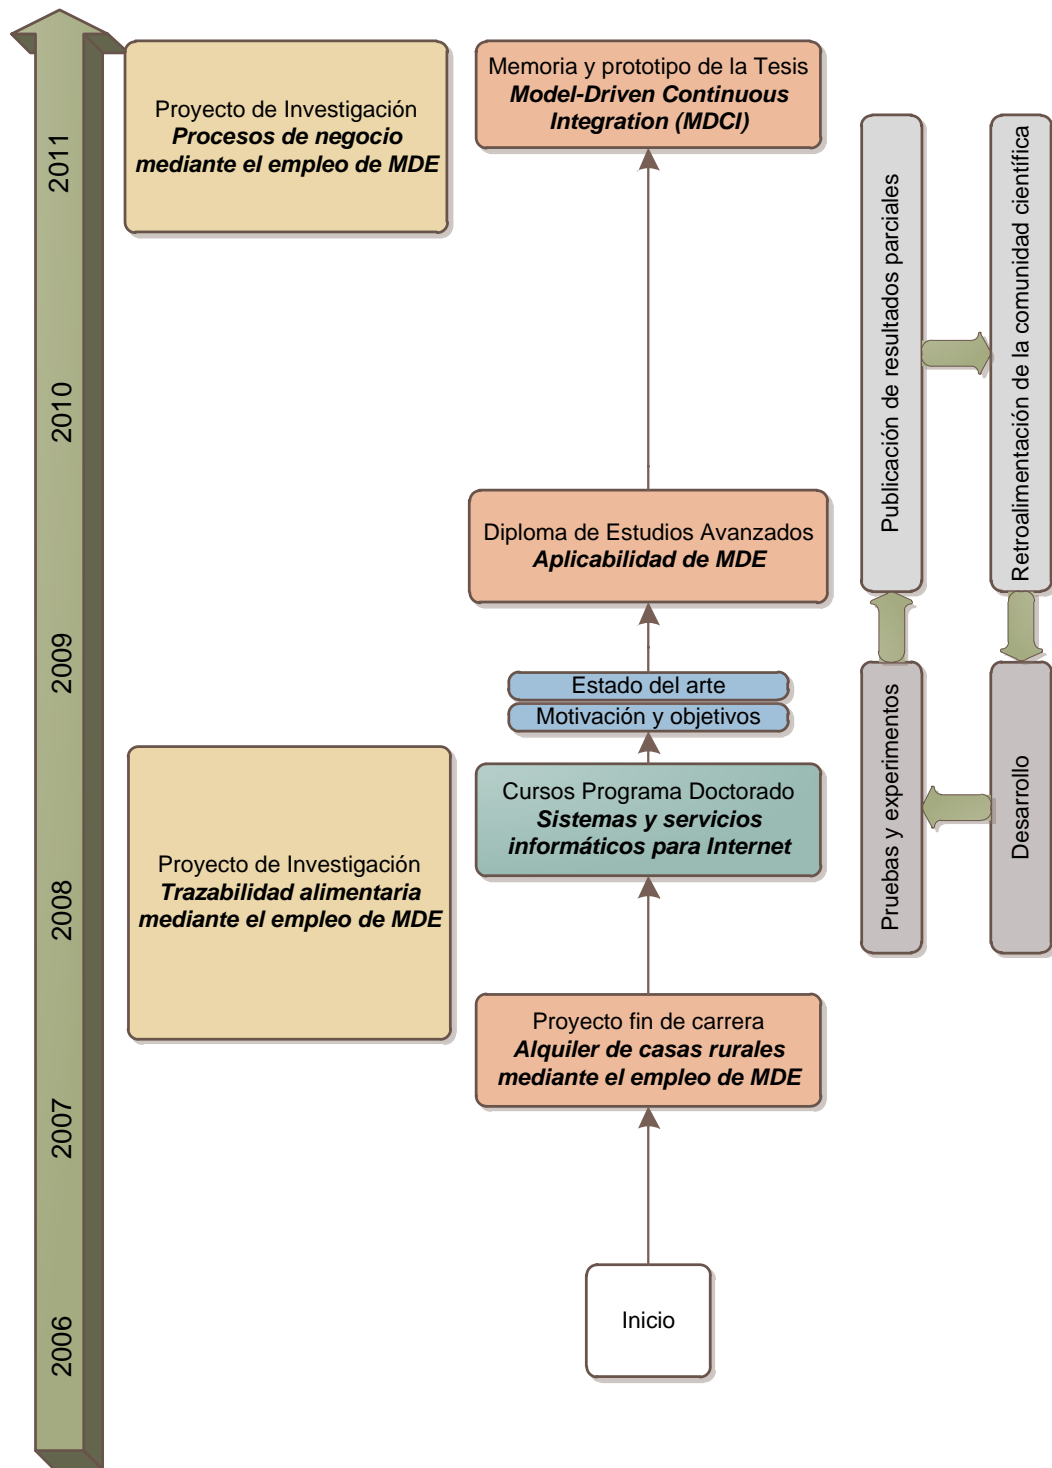 2011
2010
2009
2008
2007
2006
Proyecto de Investigación
Procesos de negocio
mediante el empleo de MDE
Proyecto de Investigación
Trazabilidad alimentaria
mediante el empleo de MDE
Memoria y prototipo de la Tesis
Model-Driven Continuous
Integration (MDCI)
Diploma de Estudios Avanzados
Aplicabilidad de MDE
Estado del arte
Motivación y objetivos
Cursos Programa Doctorado
Sistemas y servicios
informáticos para Internet
Proyecto fin de carrera
Alquiler de casas rurales
mediante el empleo de MDE
Inicio
Publicación de resultados parciales
Retroalimentación de la comunidad científica
Pruebas y experimentos
Desarrollo